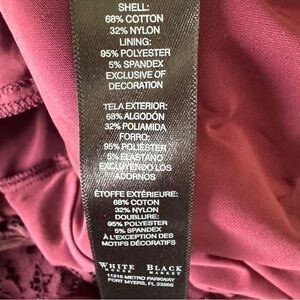 SHELL:
68% COTTON
32% NYLON
LINING:
95% POLYESTER
5% SPANDEX
EXCLUSIVE OF
DECORATION
TELA EXTERIOR:
68% ALGODÓN
32% POLIAMIDA
FORRO:
95% POLIÉSTER
5% ELASTANO
EXCLUYENDO LOS
ADORNOS
ÉTOFFE EXTÉRIEURE:
68% COTON
32% NYLON
DOUBLURE:
95% POLYESTER
5% SPANDEX
À L'EXCEPTION DES
MOTIFS DÉCORATIFS
WHITE BLACK
HOUSE MARKET
11215 METRO PARKWAY
FORT MYERS, FL 33966